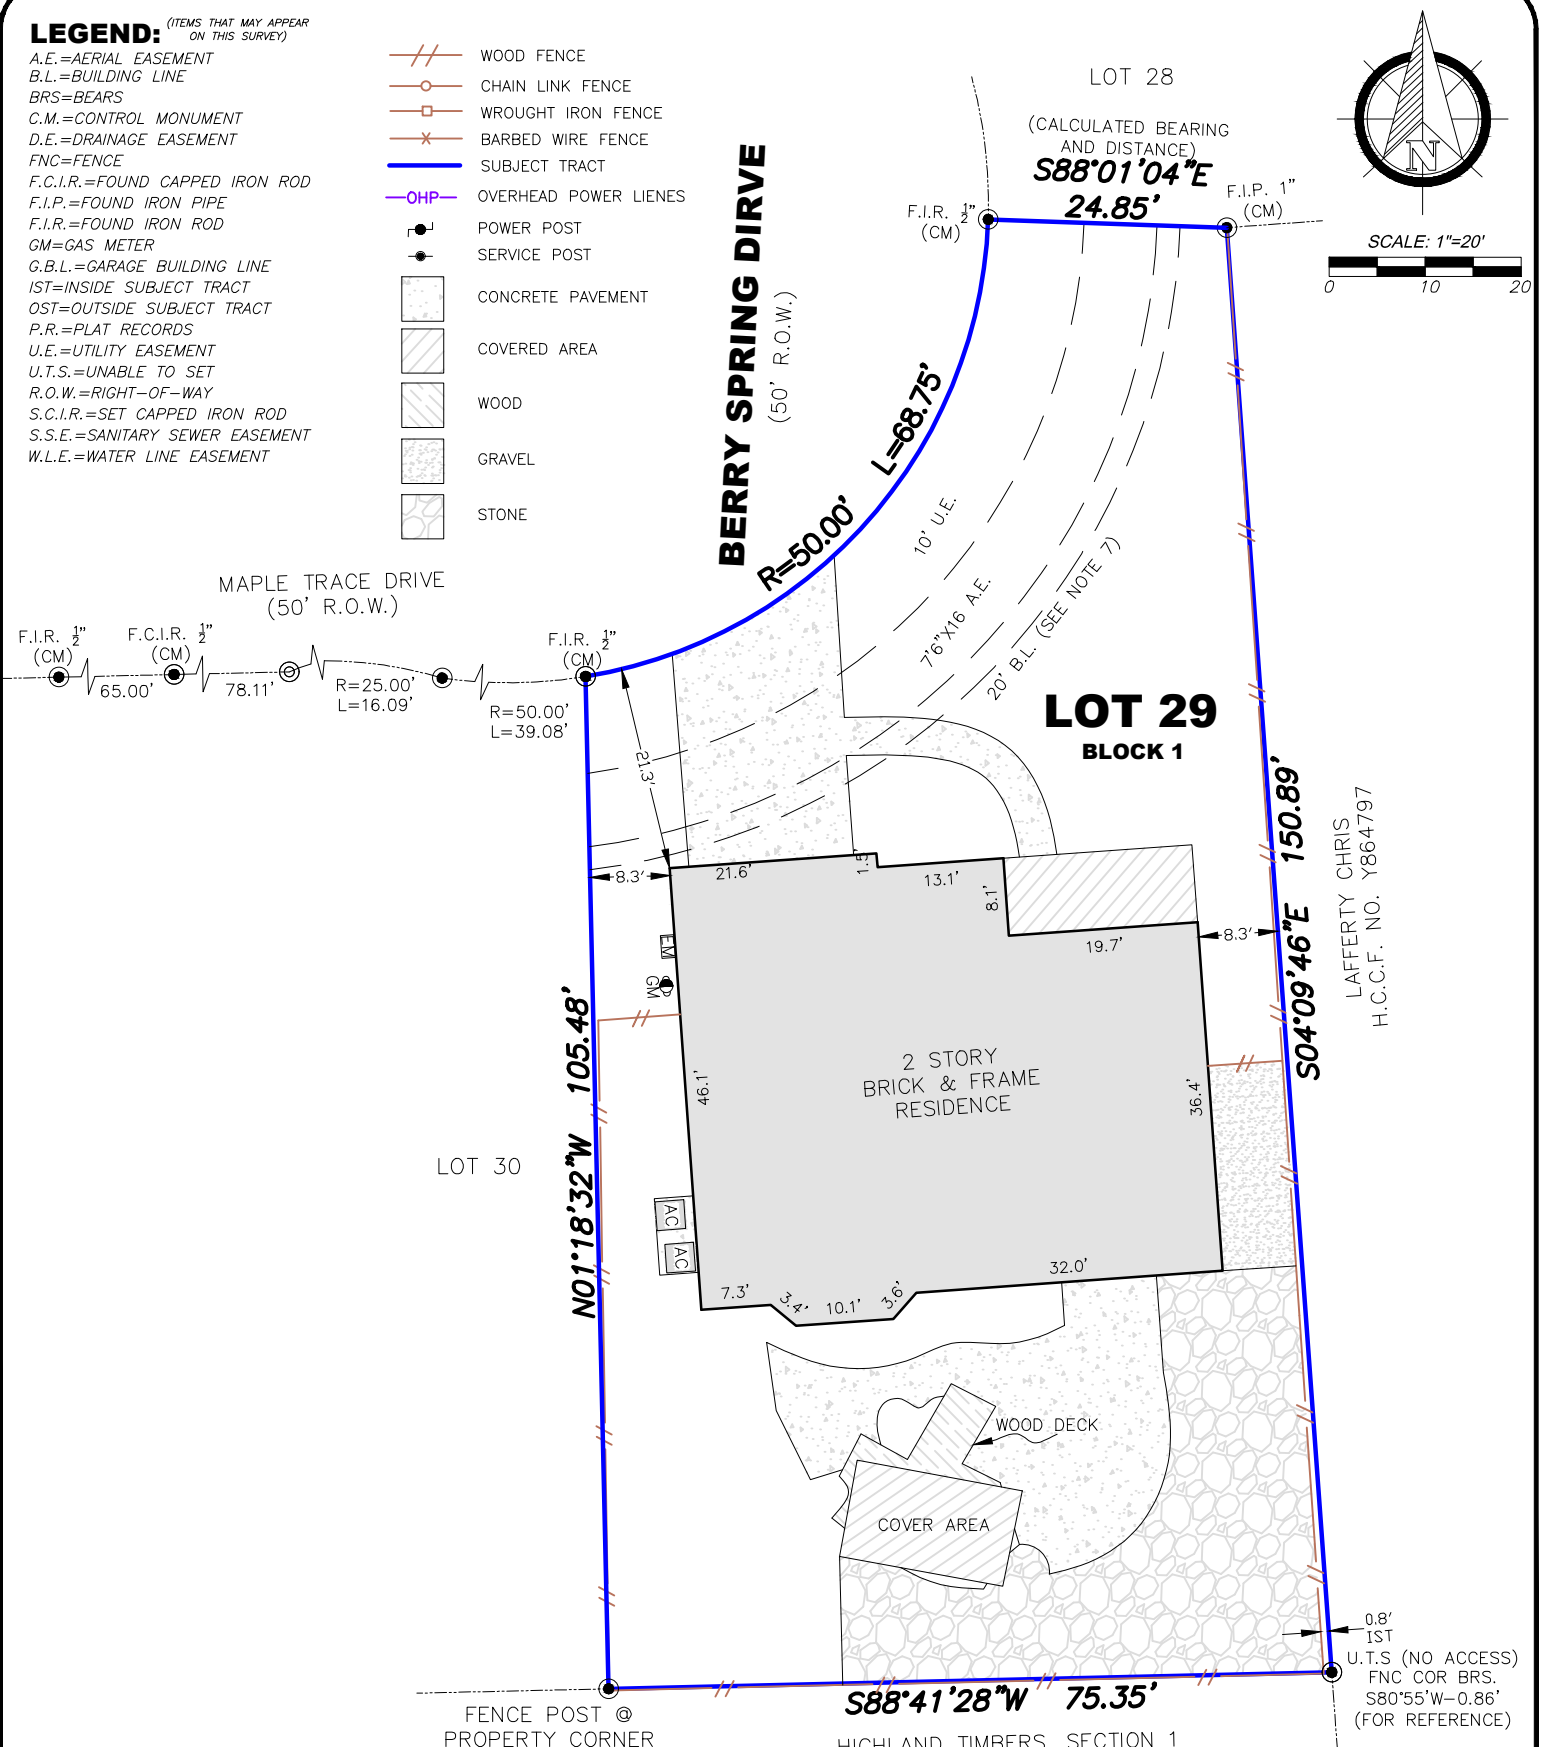 LEGEND: (ITEMS THAT MAY APPEAR
ON THIS SURVEY)
A.E.=AERIAL EASEMENT
B.L.=BUILDING LINE
BRS=BEARS
C.M.=CONTROL MONUMENT
D.E.=DRAINAGE EASEMENT
FNC=FENCE
F.C.I.R.=FOUND CAPPED IRON ROD
F.I.P.=FOUND IRON PIPE
F.I.R.=FOUND IRON ROD
GM=GAS METER
G.B.L.=GARAGE BUILDING LINE
IST=INSIDE SUBJECT TRACT
OST=OUTSIDE SUBJECT TRACT
P.R.=PLAT RECORDS
U.E.=UTILITY EASEMENT
U.T.S.=UNABLE TO SET
R.O.W.=RIGHT-OF-WAY
S.C.I.R.=SET CAPPED IRON ROD
S.S.E.=SANITARY SEWER EASEMENT
W.L.E.=WATER LINE EASEMENT
WOOD FENCE
CHAIN LINK FENCE
WROUGHT IRON FENCE
BARBED WIRE FENCE
SUBJECT TRACT
OHP OVERHEAD POWER LIENES
POWER POST
SERVICE POST
CONCRETE PAVEMENT
COVERED AREA
WOOD
GRAVEL
STONE
LOT 28
(CALCULATED BEARING
AND DISTANCE)
S88°01'04"E
24.85'
F.I.R. 1/2"
(CM)
F.I.P. 1"
(CM)
N
SCALE: 1"=20'
0 10 20
BERRY SPRING DIRVE
(50' R.O.W.)
L=68.75'
R=50.00'
10' U.E.
7'6"X16 A.E.
20' B.L. (SEE NOTE 7)
MAPLE TRACE DRIVE
(50' R.O.W.)
F.I.R. 1/2"
(CM)
F.C.I.R. 1/2"
(CM)
F.I.R. 1/2"
(CM)
65.00'
78.11'
R=25.00'
L=16.09'
R=50.00'
L=39.08'
LOT 29
BLOCK 1
21.3'
8.3'
21.6'
1.5'
13.1'
8.1'
19.7'
8.3'
S04°09'46"E 150.89'
LAFFERTY CHRIS
H.C.C.F. NO. Y864797
EM
GM
N01°18'32"W 105.48'
46.1'
2 STORY
BRICK & FRAME
RESIDENCE
36.4'
LOT 30
AC
AC
7.3'
3.4'
10.1'
3.6'
32.0'
WOOD DECK
COVER AREA
0.8'
IST
U.T.S (NO ACCESS)
FNC COR BRS.
S80°55'W-0.86'
(FOR REFERENCE)
S88°41'28"W 75.35'
FENCE POST @
PROPERTY CORNER
HIGHLAND TIMBERS, SECTION 1